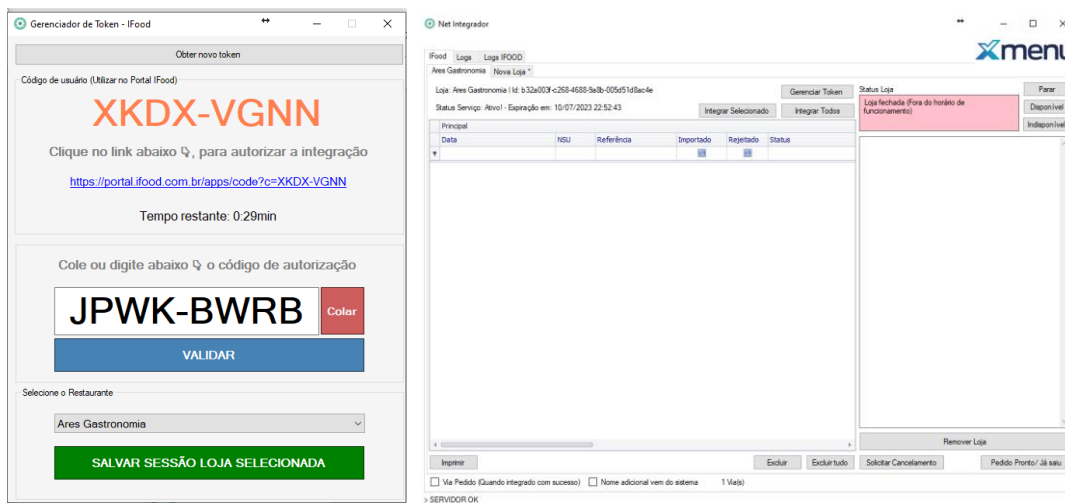 Gerenciador de Token - IFood
Obter novo token
Código de usuário (Utilizar no Portal IFood)
XKDX-VGNN
Clique no link abaixo, para autorizar a integração
https://portal.ifood.com.br/apps/code?c=XKDX-VGNN
Tempo restante: 0:29min
Cole ou digite abaixo o código de autorização
JPWK-BWRB
Colar
VALIDAR
Selecione o Restaurante
Ares Gastronomia
SALVAR SESSÃO LOJA SELECIONADA
Net Integrador
xmenu
IFood Logs Logs IFOOD
Ares Gastronomia Nova Loja *
Loja: Ares Gastronomia | Id: b32a003f-c268-4688-9a8b-005d51d8ac4e
Gerenciar Token
Status Serviço: Ativo! - Expiração em: 10/07/2023 22:52:43
Integrar Selecionado
Integrar Todos
Principal
Data NSU Referência Importado Rejeitado Status
Status Loja
Loja fechada (Fora do horário de
funcionamento)
Parar
Disponível
Indisponível
Remover Loja
Imprimir
Excluir
Excluir tudo
Solicitar Cancelamento
Pedido Pronto/ Já saiu
Via Pedido (Quando integrado com sucesso)
Nome adicional vem do sistema
1 Via(s)
> SERVIDOR OK